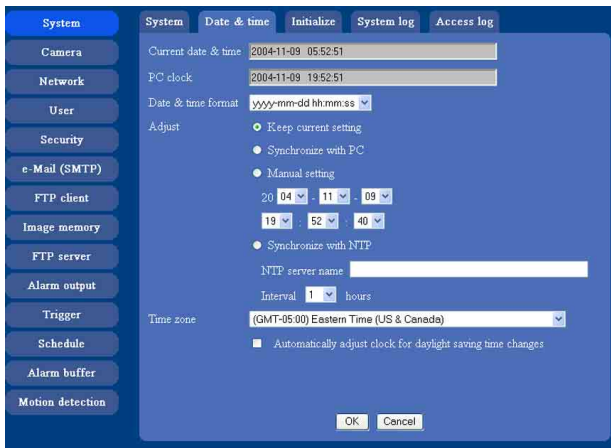 System
Camera
Network
User
Security
e-Mail (SMTP)
FTP client
Image memory
FTP server
Alarm output
Trigger
Schedule
Alarm buffer
Motion detection
System Date & time Initialize System log Access log
Current date & time 2004-11-09 05:52:51
PC clock 2004-11-09 19:52:51
Date & time format yyyy-mm-dd hh:mm:ss
Adjust Keep current setting
Synchronize with PC
Manual setting
20 04 - 11 - 09
19 : 52 : 40
Synchronize with NTP
NTP server name
Interval 1 hours
Time zone (GMT-05:00) Eastern Time (US & Canada)
Automatically adjust clock for daylight saving time changes
OK Cancel